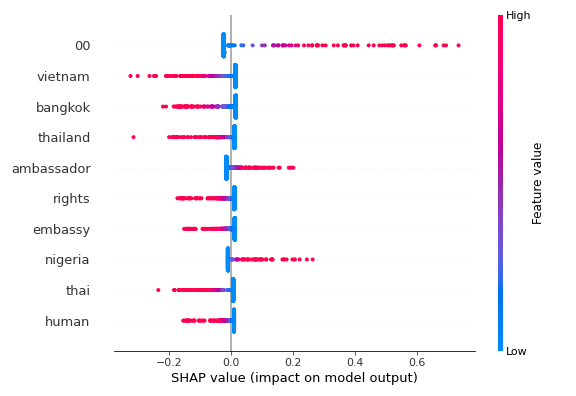 High
00
vietnam
bangkok
thailand
ambassador
rights
embassy
nigeria
thai
human
Feature value
Low
−0.2 0.0 0.2 0.4 0.6
SHAP value (impact on model output)